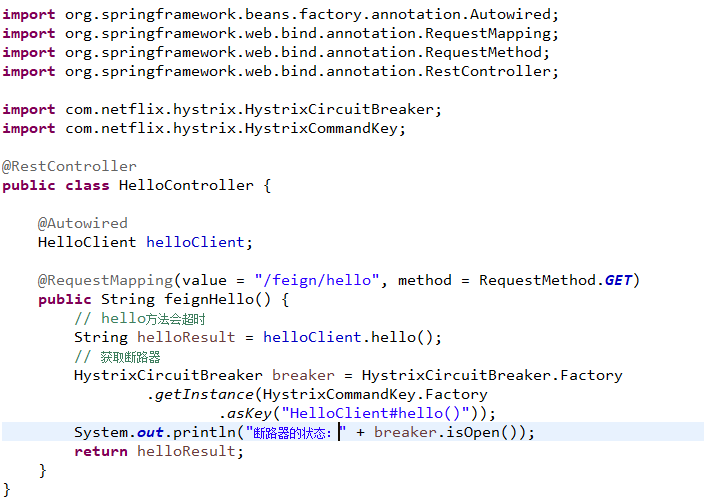 import org.springframework.beans.factory.annotation.Autowired;
import org.springframework.web.bind.annotation.RequestMapping;
import org.springframework.web.bind.annotation.RequestMethod;
import org.springframework.web.bind.annotation.RestController;
import com.netflix.hystrix.HystrixCircuitBreaker;
import com.netflix.hystrix.HystrixCommandKey;
@RestController
public class HelloController {
@Autowired
HelloClient helloClient;
@RequestMapping(value = "/feign/hello", method = RequestMethod.GET)
public String feignHello() {
// hello方法会超时
String helloResult = helloClient.hello();
// 获取断路器
HystrixCircuitBreaker breaker = HystrixCircuitBreaker.Factory
.getInstance(HystrixCommandKey.Factory
.asKey("HelloClient#hello()"));
System.out.println("断路器的状态：" + breaker.isOpen());
return helloResult;
}
}